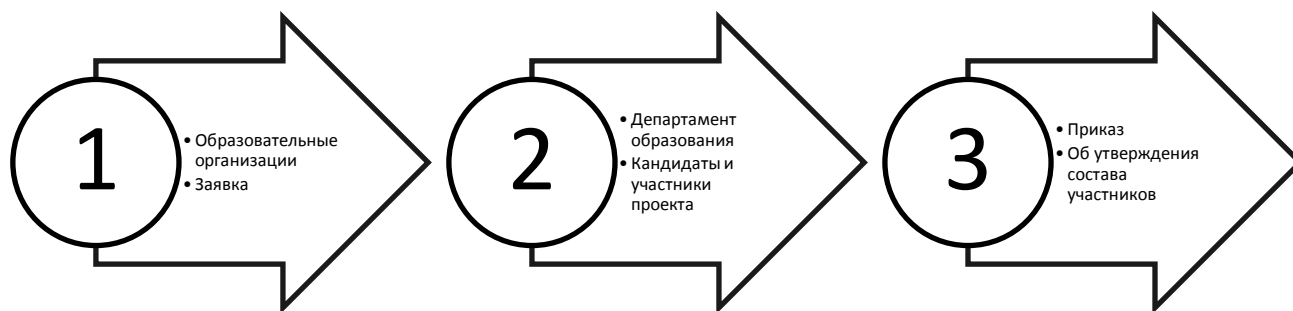 1
• Образовательные
организации
• Заявка
2
• Департамент
образования
• Кандидаты и
участники
проекта
3
• Приказ
• Об утверждения
состава
участников